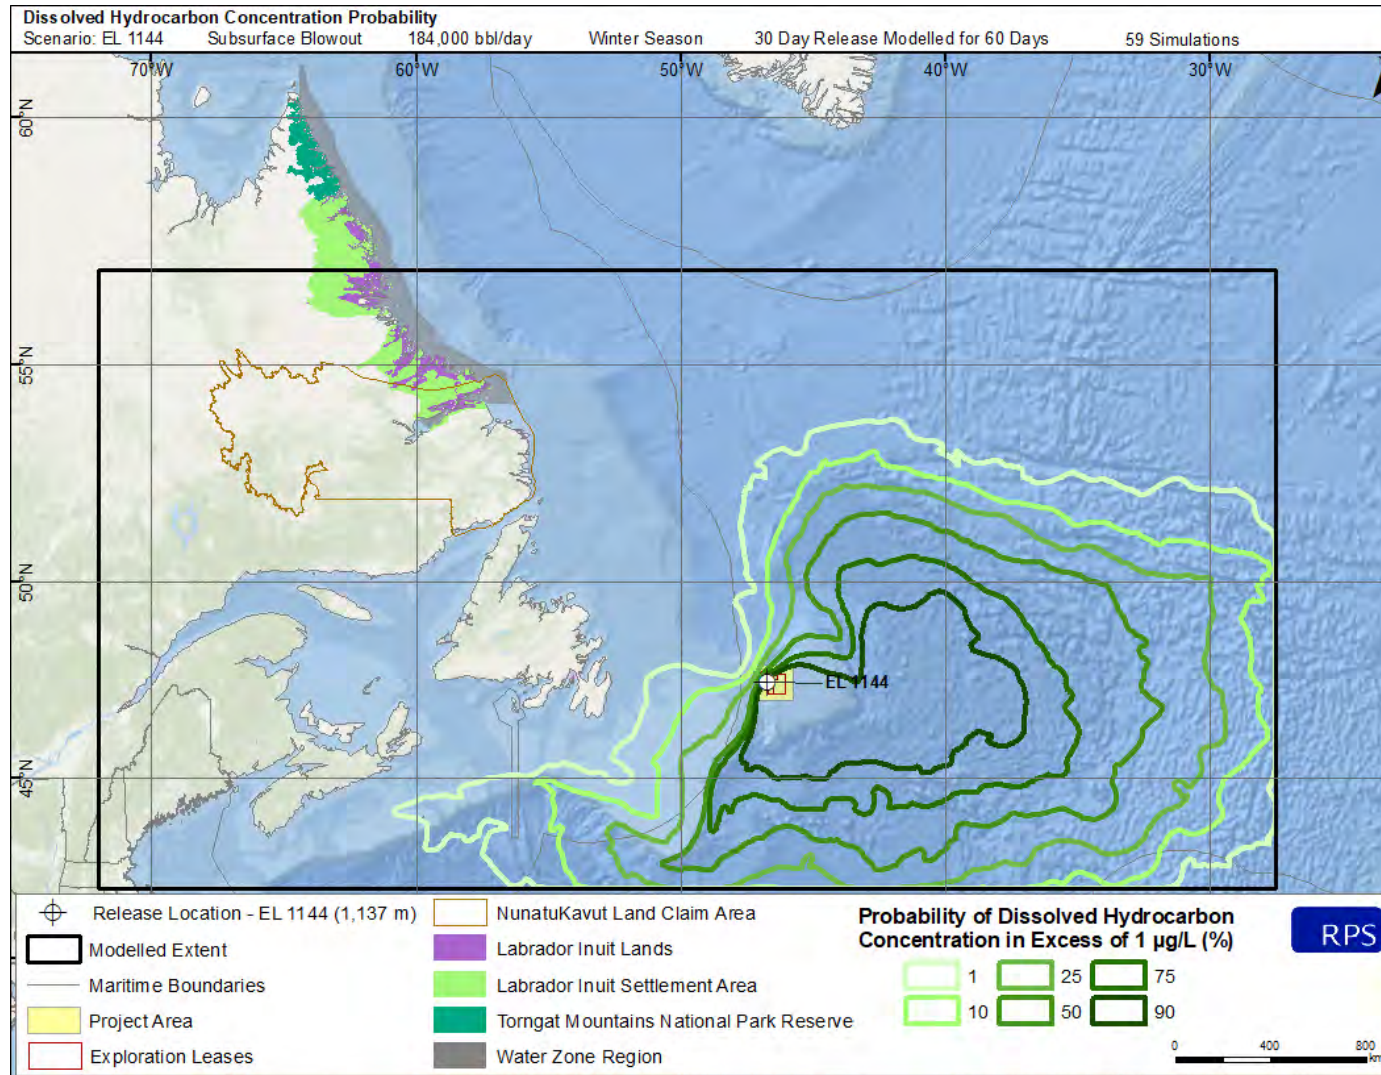 Dissolved Hydrocarbon Concentration Probability
Scenario: EL 1144 Subsurface Blowout 184,000 bbl/day Winter Season 30 Day Release Modelled for 60 Days 59 Simulations
70°W 60°W 50°W 40°W 30°W
60°N
55°N
50°N
45°N
EL 1144
Release Location - EL 1144 (1,137 m)
Modelled Extent
Maritime Boundaries
Project Area
Exploration Leases
NunatuKavut Land Claim Area
Labrador Inuit Lands
Labrador Inuit Settlement Area
Torngat Mountains National Park Reserve
Water Zone Region
Probability of Dissolved Hydrocarbon
Concentration in Excess of 1 µg/L (%)
1 25 75
10 50 90
RPS
0 400 800
km